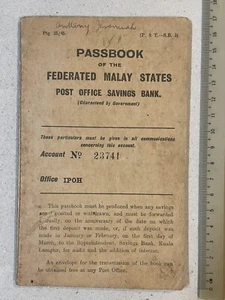 Anthony Jeremiah
PASSBOOK
OF THE
FEDERATED MALAY STATES
POST OFFICE SAVINGS BANK.
(Guaranteed by Government)
These particulars must be given in all communications
concerning this account.
Account No 23741
Office IPOH
This passbook must be produced when any savings
are deposited or withdrawn, and must be forwarded
annually, on the anniversary of the date on which
the first deposit was made, or, if such deposit was
made in January or February, on the first day of
March, to the Superintendent, Savings Bank, Kuala
Lumpur, for audit and the addition of interest.
An envelope for the transmission of the book can
be obtained free at any Post Office.